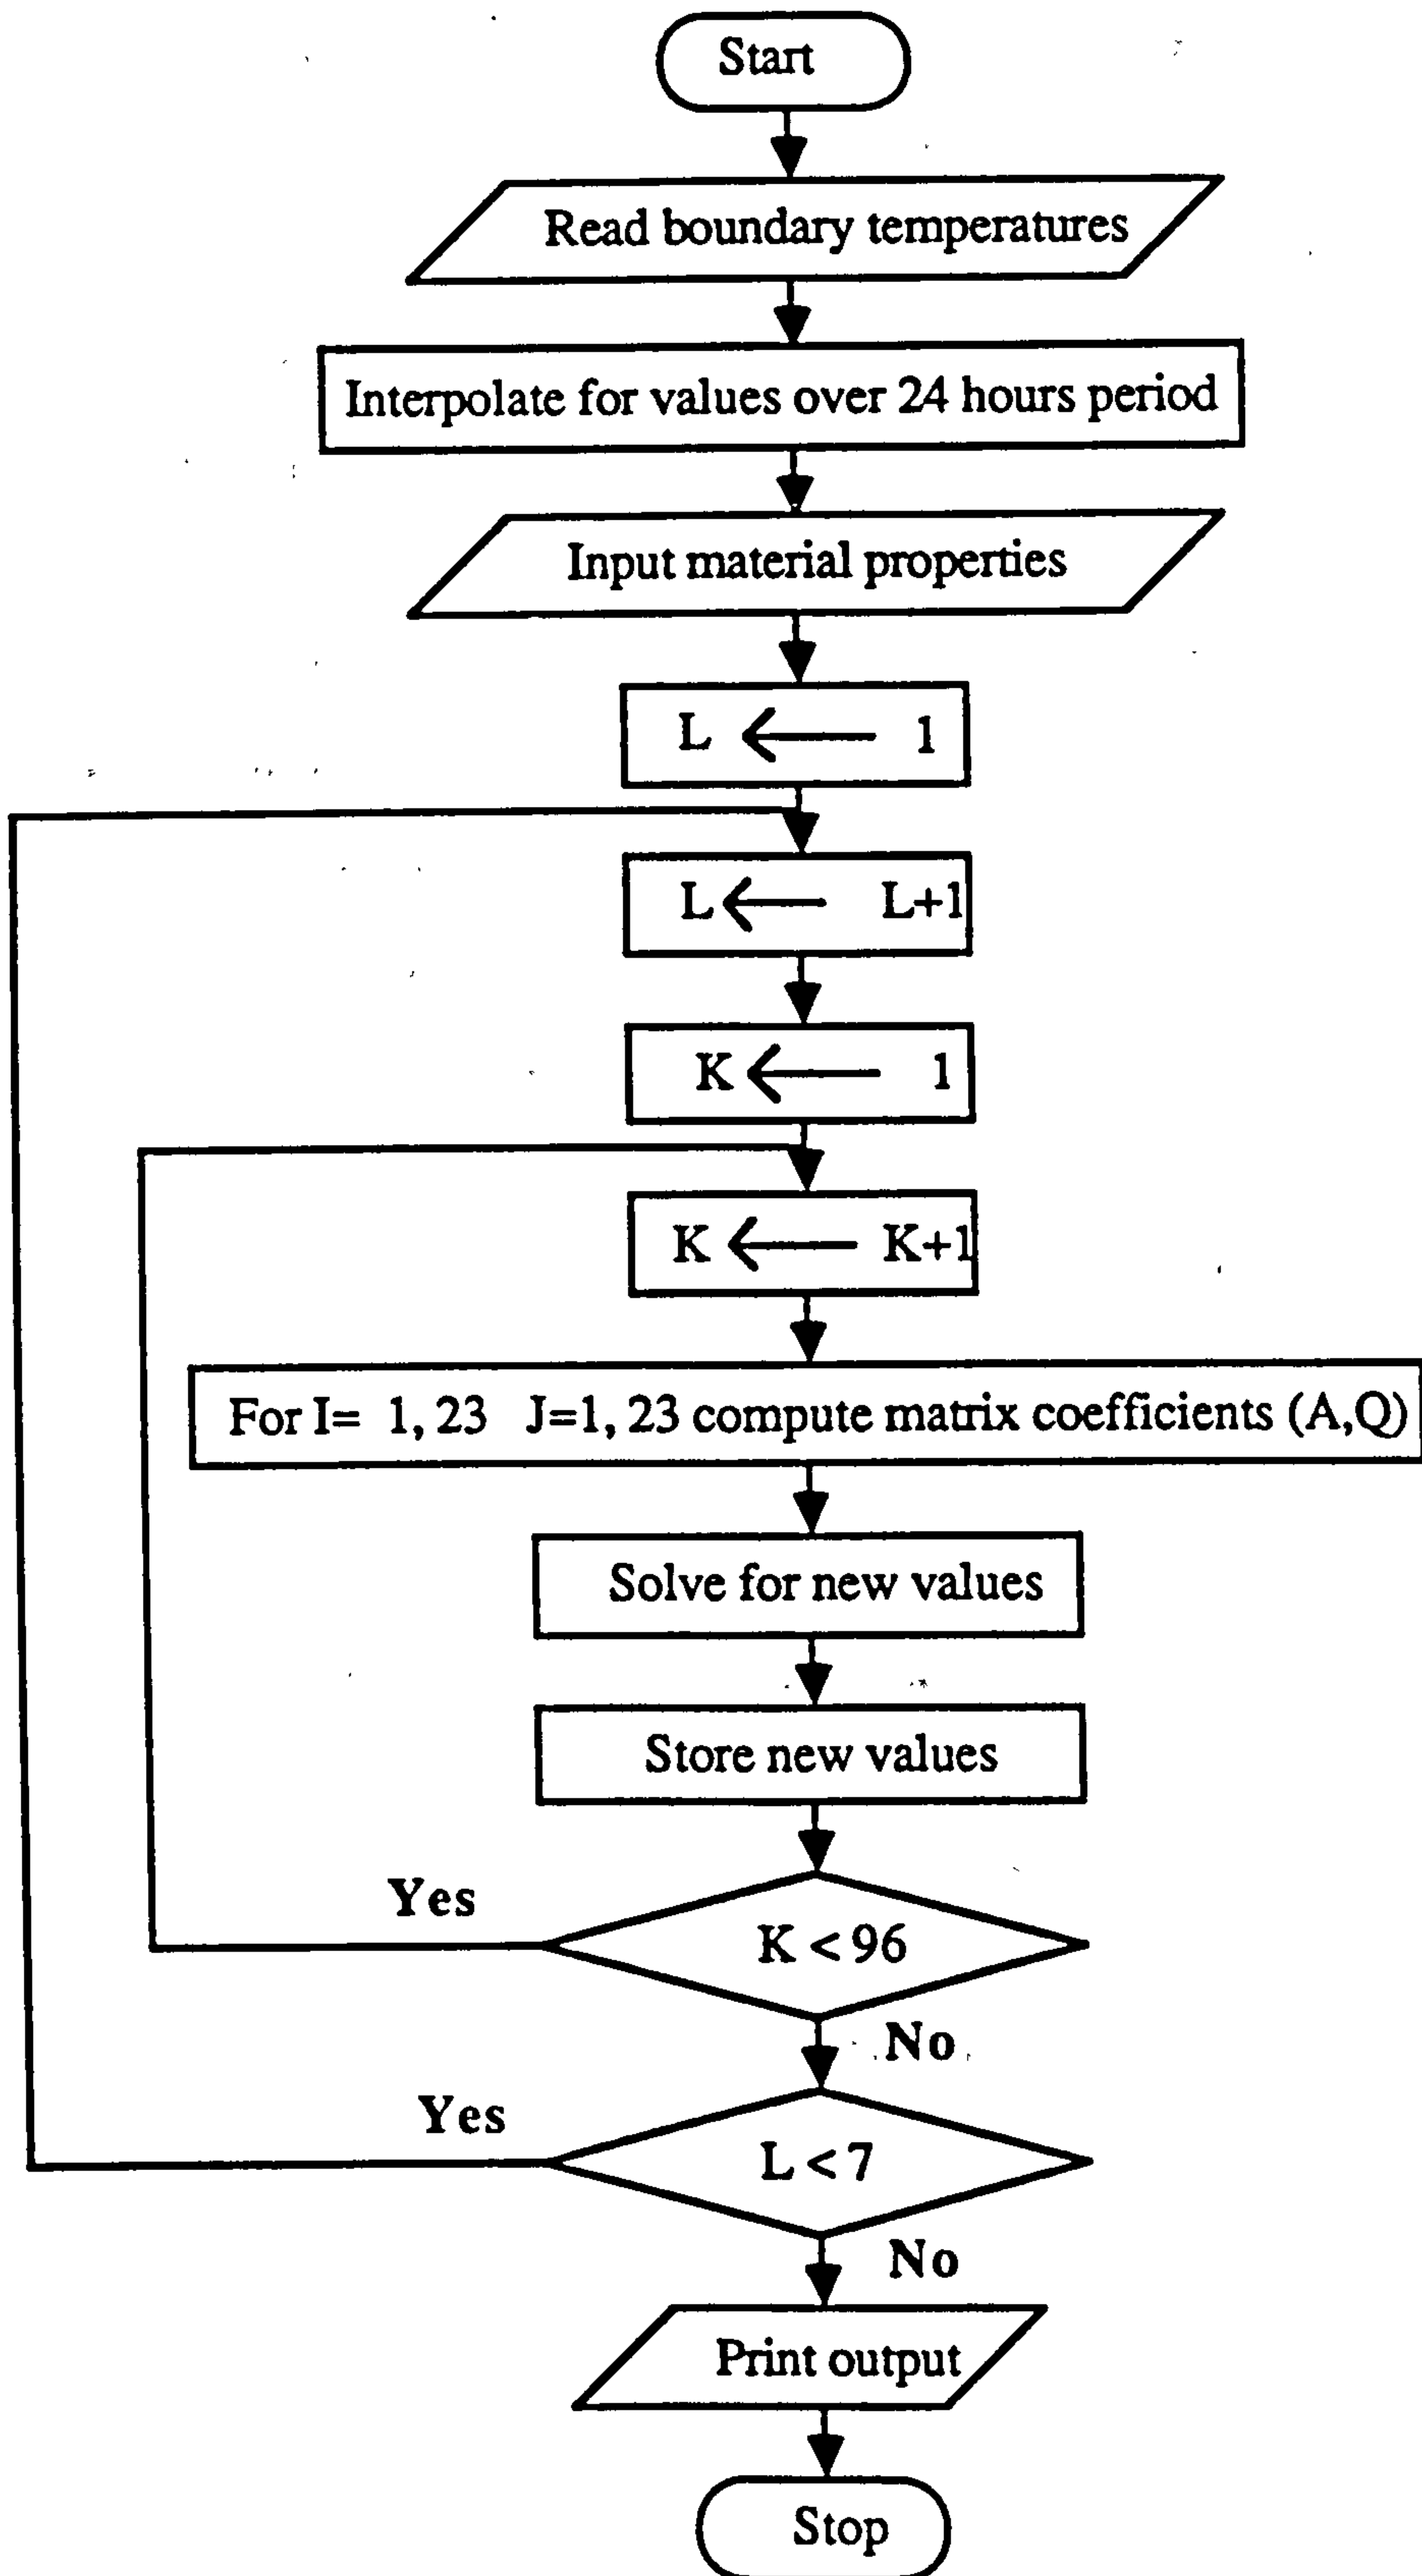 Start
Read boundary temperatures
Interpolate for values over 24 hours period
Input material properties
L ← 1
L ← L+1
K ← 1
K ← K+1
For I= 1, 23 J=1, 23 compute matrix coefficients (A,Q)
Solve for new values
Store new values
Yes
K < 96
No
Yes
L < 7
No
Print output
Stop